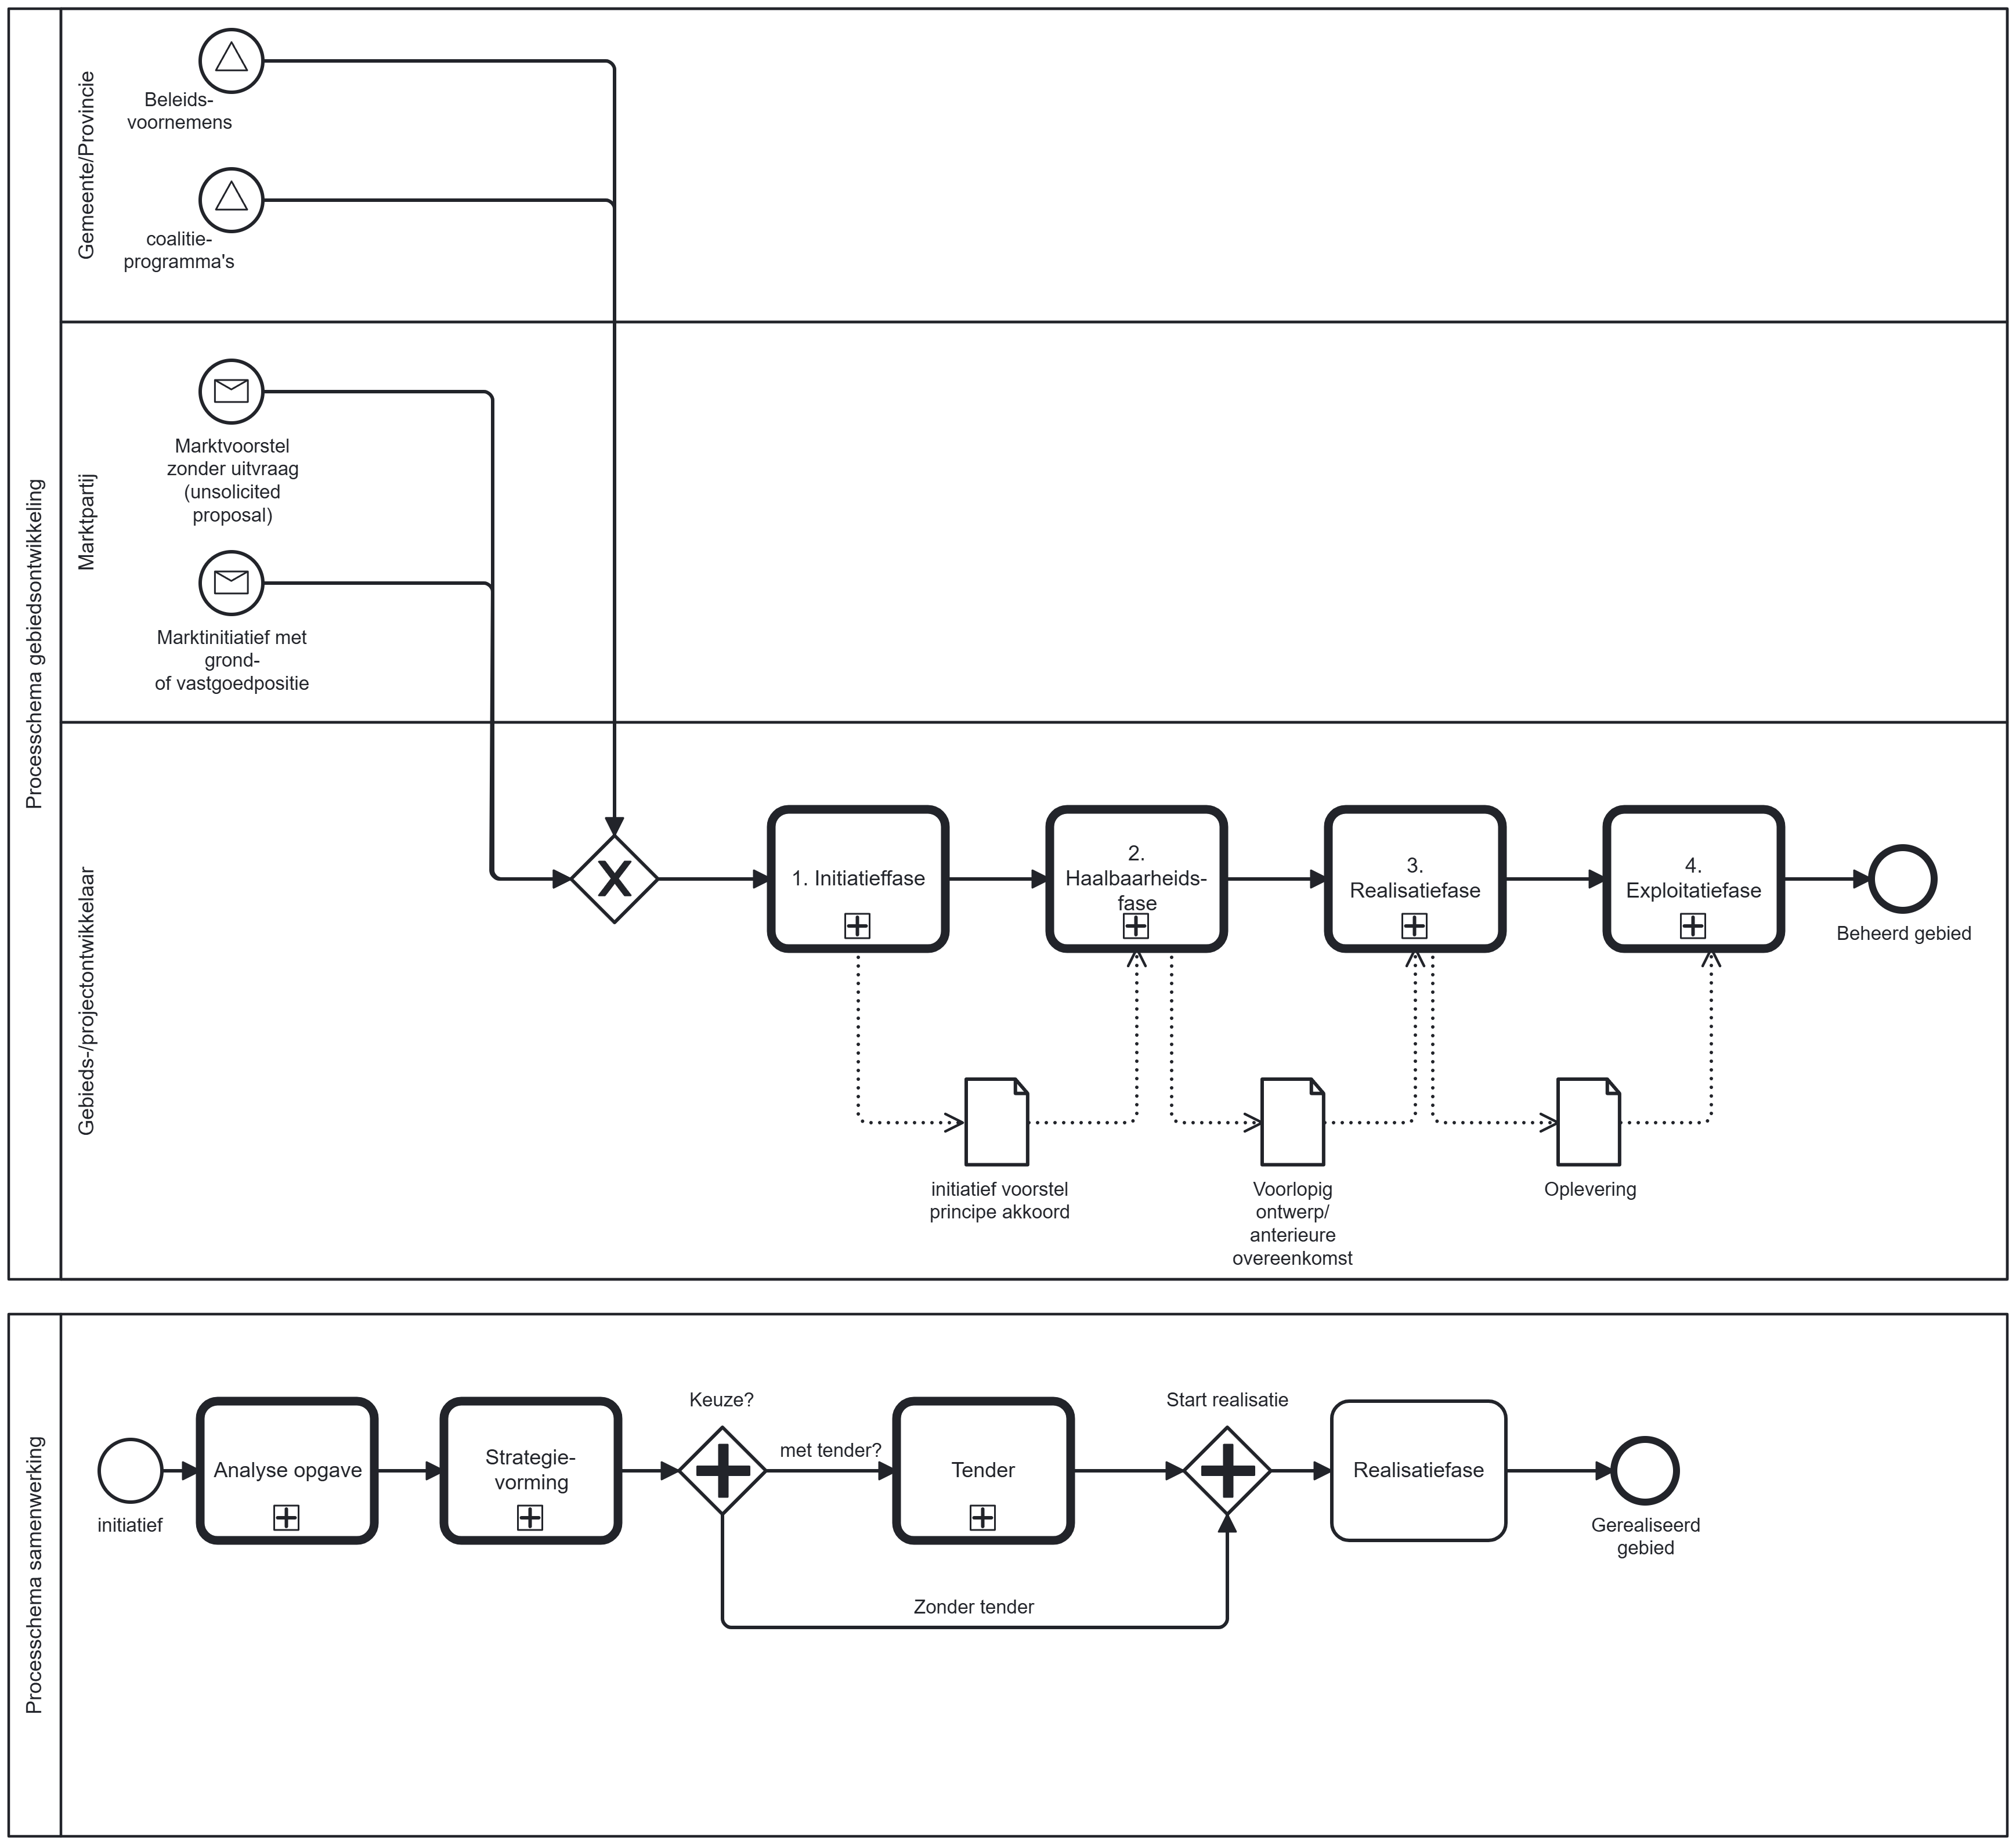 Processchema gebiedsontwikkeling
Gemeente/Provincie
Beleids-
voornemens
coalitie-
programma's
Marktpartij
Marktvoorstel
zonder uitvraag
(unsolicited
proposal)
Marktinitiatief met
grond-
of vastgoedpositie
Gebieds-/projectontwikkelaar
1. Initiatieffase
2.
Haalbaarheids-
fase
3.
Realisatiefase
4.
Exploitatiefase
Beheerd gebied
initiatief voorstel
principe akkoord
Voorlopig
ontwerp/
anterieure
overeenkomst
Oplevering
Processchema samenwerking
initiatief
Analyse opgave
Strategie-
vorming
Keuze?
met tender?
Tender
Zonder tender
Start realisatie
Realisatiefase
Gerealiseerd
gebied